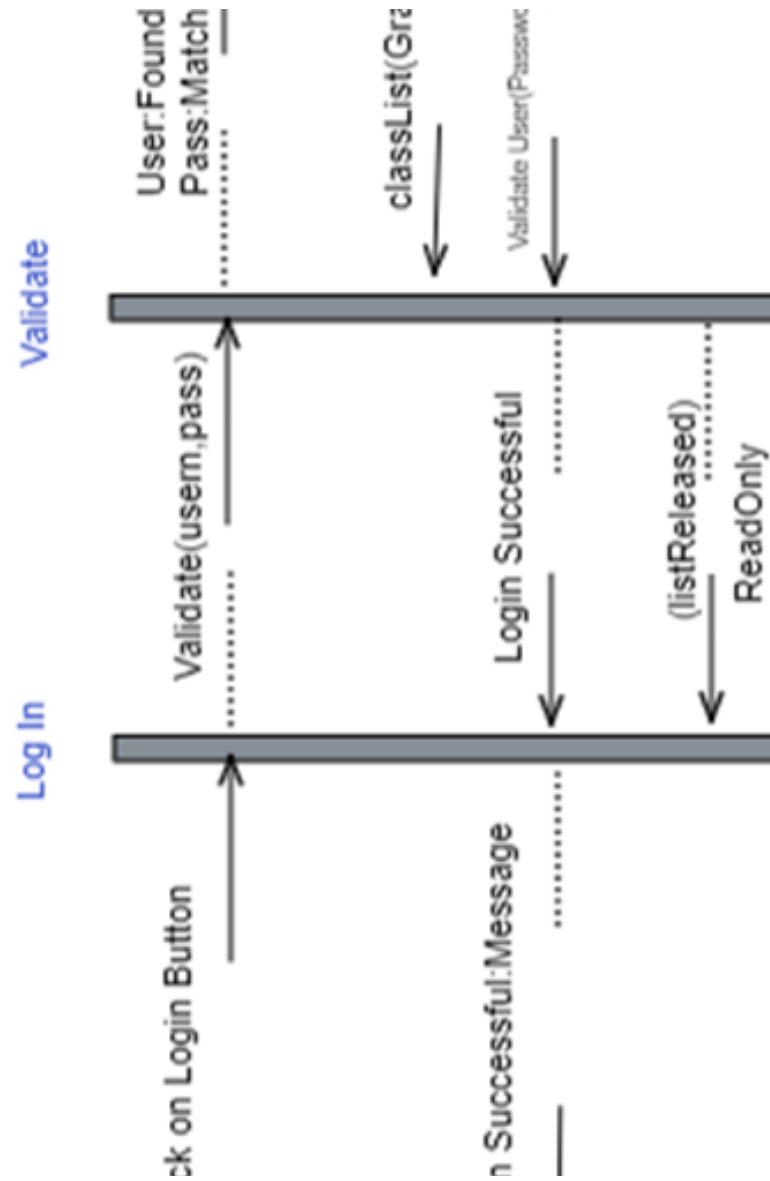 Log In
Validate
ck on Login Button
Validate(usern,pass)
User:Found
Pass:Match
classList(Gra
n Successful:Message
Login Successful
Validate User(Passwo
(listReleased)
ReadOnly